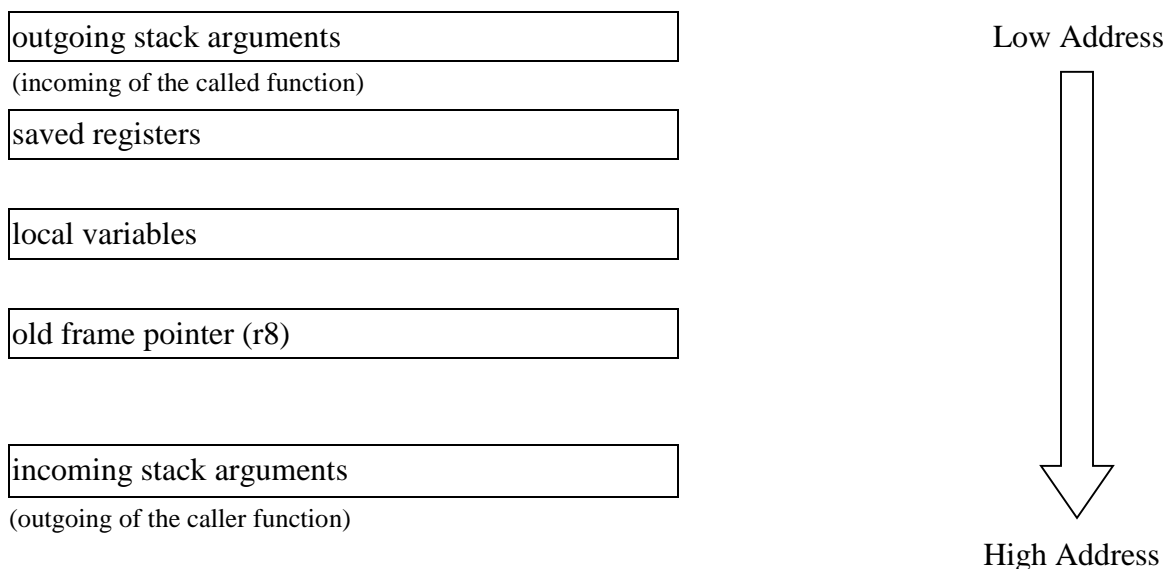 outgoing stack arguments
Low Address
(incoming of the called function)
saved registers
local variables
old frame pointer (r8)
incoming stack arguments
(outgoing of the caller function)
High Address